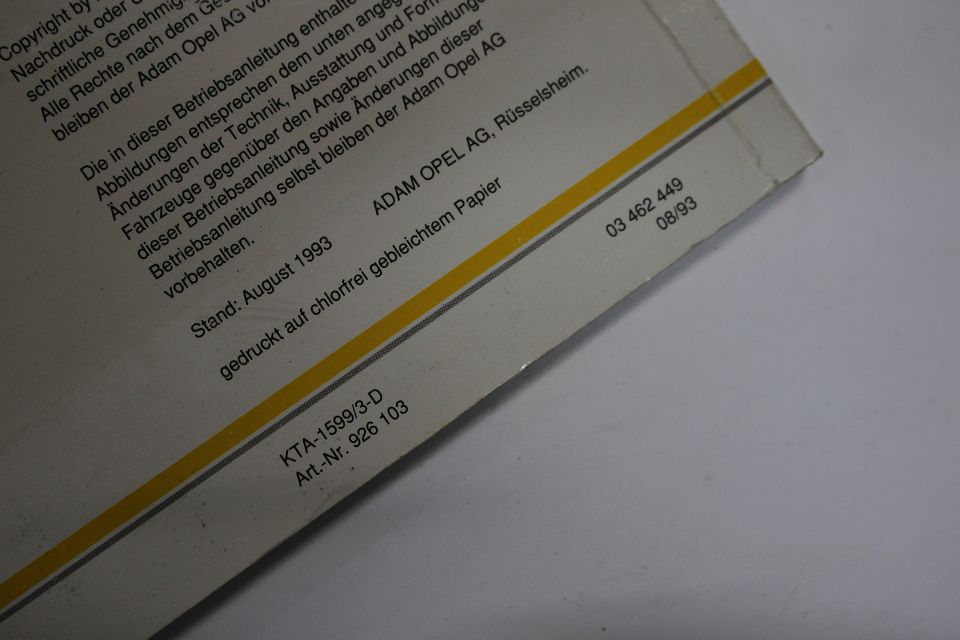 Copyright by
Nachdruck oder
schriftliche Genehmig
Alle Rechte nach dem
bleiben der Adam Opel AG
Die in dieser Betriebsanleitung enthalte
Abbildungen entsprechen dem unten angeg
Änderungen der Technik, Ausstattung und Form
Fahrzeuge gegenüber den Angaben und Abbildunge
dieser Betriebsanleitung sowie Änderungen dieser
Betriebsanleitung selbst bleiben der Adam Opel AG
vorbehalten.
Stand: August 1993 ADAM OPEL AG, Rüsselsheim.
gedruckt auf chlorfrei gebleichtem Papier
KTA-1599/3-D 03 462 449
Art.-Nr. 926 103 08/93